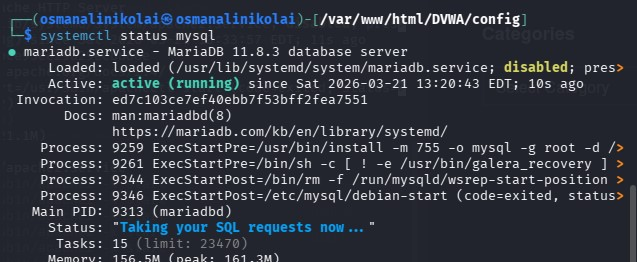 ┌──(osmanalinikolai㉿osmanalinikolai)-[/var/www/html/DVWA/config]
└─$ systemctl status mysql
● mariadb.service - MariaDB 11.8.3 database server
Loaded: loaded (/usr/lib/systemd/system/mariadb.service; disabled; pres>
Active: active (running) since Sat 2026-03-21 13:20:43 EDT; 10s ago
Invocation: ed7c103ce7ef40ebb7f53bff2fea7551
Docs: man:mariadbd(8)
https://mariadb.com/kb/en/library/systemd/
Process: 9259 ExecStartPre=/usr/bin/install -m 755 -o mysql -g root -d />
Process: 9261 ExecStartPre=/bin/sh -c [ ! -e /usr/bin/galera_recovery ] >
Process: 9344 ExecStartPost=/bin/rm -f /run/mysqld/wsrep-start-position >
Process: 9346 ExecStartPost=/etc/mysql/debian-start (code=exited, status>
Main PID: 9313 (mariadbd)
Status: "Taking your SQL requests now..."
Tasks: 15 (limit: 23470)
Memory: 156.5M (peak: 161.3M)